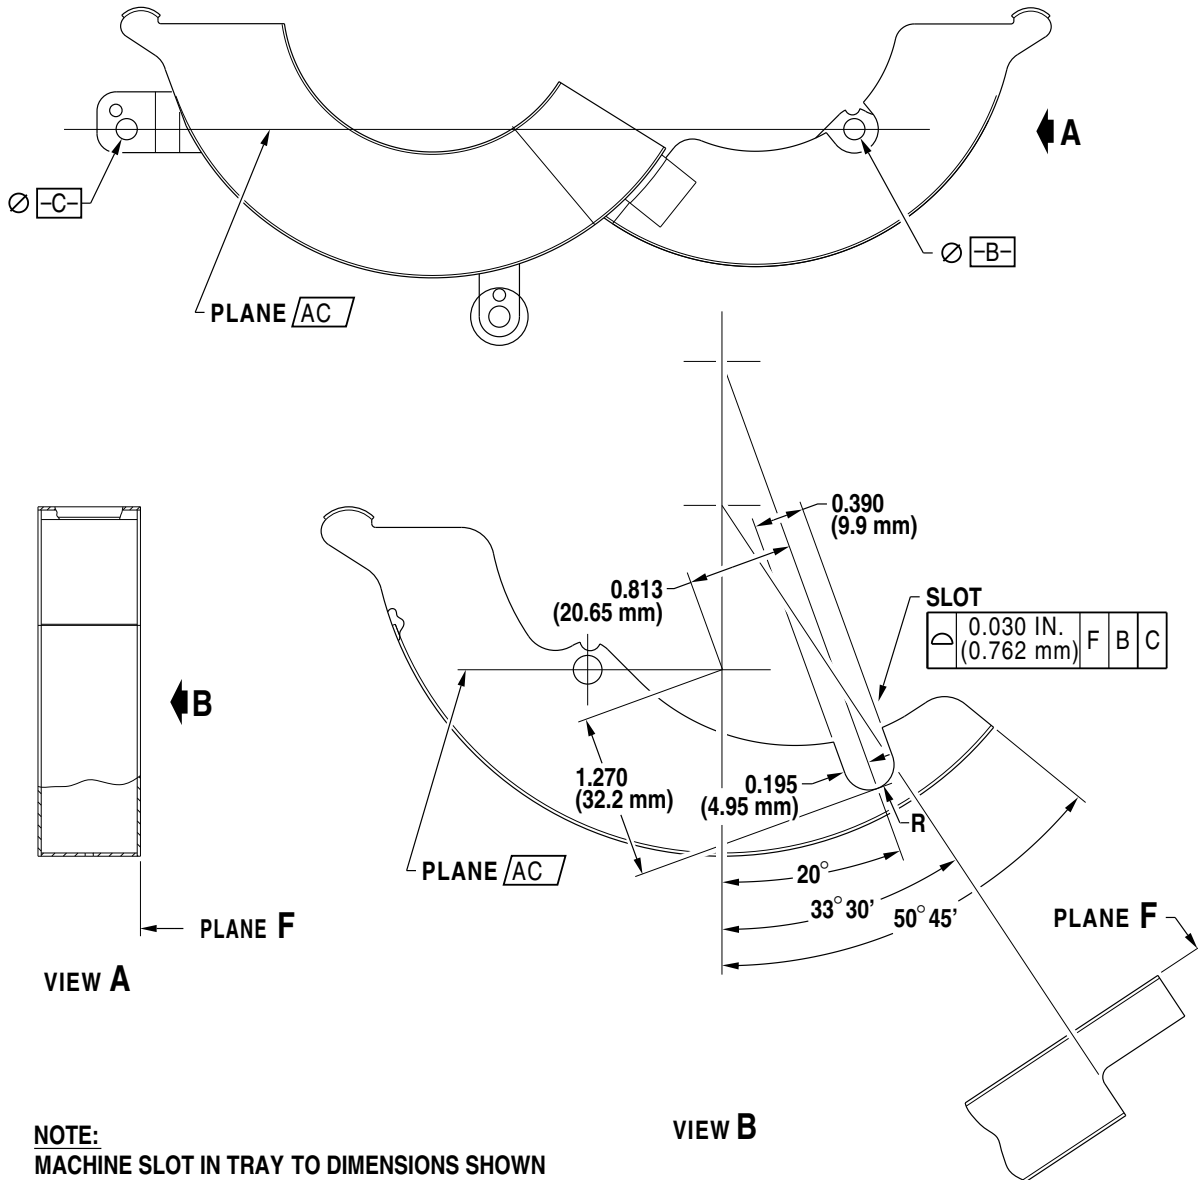 A
Ø -C-
Ø -B-
PLANE AC
0.390
(9.9 mm)
0.813
(20.65 mm)
SLOT
⌓ 0.030 IN.
(0.762 mm) F B C
B
1.270
(32.2 mm)
0.195
(4.95 mm)
R
PLANE AC
20°
33° 30’
50° 45’
PLANE F
PLANE F
VIEW A
VIEW B
NOTE:
MACHINE SLOT IN TRAY TO DIMENSIONS SHOWN